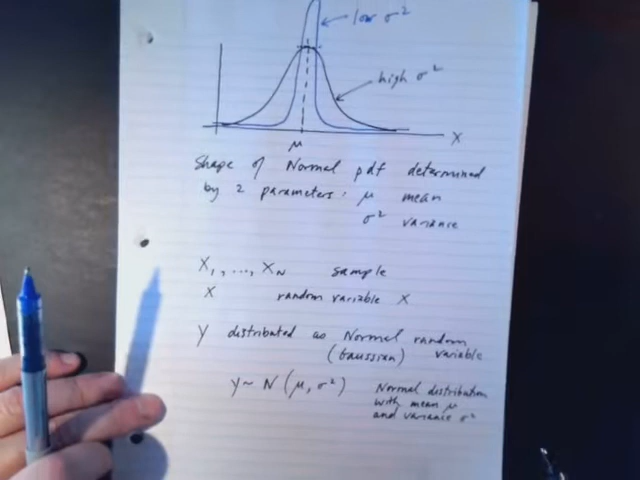 low σ²
high σ²
X
μ
Shape of Normal pdf determined
by 2 parameters: μ mean
σ² variance
X₁, ..., X_N sample
X random variable X
Y distributed as Normal random
(Gaussian) variable
Y ~ N(μ, σ²) Normal distribution
with mean μ
and variance σ²